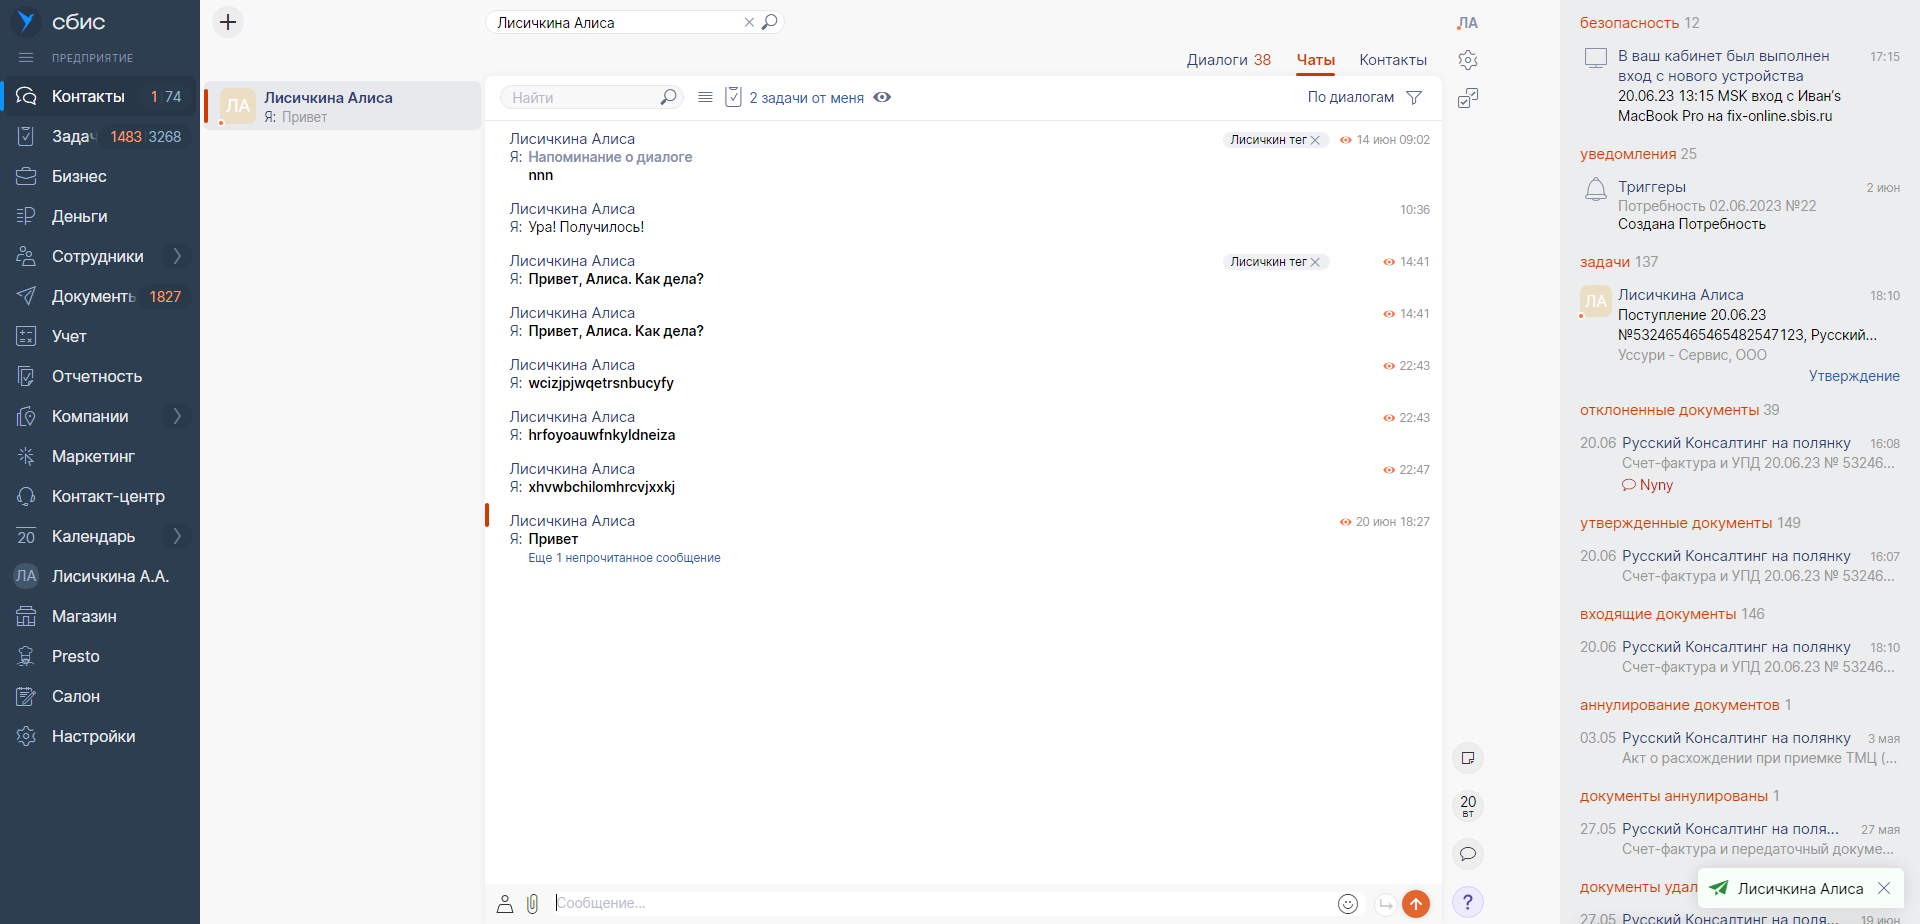 сбис
ПРЕДПРИЯТИЕ
Контакты 1 74
Задач 1483 3268
Бизнес
Деньги
Сотрудники
Документы 1827
Учет
Отчетность
Компании
Маркетинг
Контакт-центр
20 Календарь
ЛА Лисичкина А.А.
Магазин
Presto
Салон
Настройки
Лисичкина Алиса
Диалоги 38 Чаты Контакты
ЛА Лисичкина Алиса
Я: Привет
Найти 2 задачи от меня По диалогам
Лисичкина Алиса Лисичкин тег 14 июн 09:02
Я: Напоминание о диалоге
nnn
Лисичкина Алиса 10:36
Я: Ура! Получилось!
Лисичкина Алиса Лисичкин тег 14:41
Я: Привет, Алиса. Как дела?
Лисичкина Алиса 14:41
Я: Привет, Алиса. Как дела?
Лисичкина Алиса 22:43
Я: wcizjpjwqetrsnbucyfy
Лисичкина Алиса 22:43
Я: hrfoyoauwfnkyldneiza
Лисичкина Алиса 22:47
Я: xhvwbchilomhrcvjxxkj
Лисичкина Алиса 20 июн 18:27
Я: Привет
Еще 1 непрочитанное сообщение
Сообщение...
ЛА
20
ВТ
?
безопасность 12
В ваш кабинет был выполнен 17:15
вход с нового устройства
20.06.23 13:15 MSK вход с Иван’s
MacBook Pro на fix-online.sbis.ru
уведомления 25
Триггеры 2 июн
Потребность 02.06.2023 №22
Создана Потребность
задачи 137
ЛА Лисичкина Алиса 18:10
Поступление 20.06.23
№532465465465482547123, Русский...
Уссури - Сервис, ООО
Утверждение
отклоненные документы 39
20.06 Русский Консалтинг на полянку 16:08
Счет-фактура и УПД 20.06.23 № 53246...
Nyny
утвержденные документы 149
20.06 Русский Консалтинг на полянку 16:07
Счет-фактура и УПД 20.06.23 № 53246...
входящие документы 146
20.06 Русский Консалтинг на полянку 18:10
Счет-фактура и УПД 20.06.23 № 53246...
аннулирование документов 1
03.05 Русский Консалтинг на полянку 3 мая
Акт о расхождении при приемке ТМЦ (...
документы аннулированы 1
27.05 Русский Консалтинг на поля... 27 мая
Счет-фактура и передаточный докуме...
документы удал
Лисичкина Алиса
27.05 Русский Консалтинг на поля... 19 июн